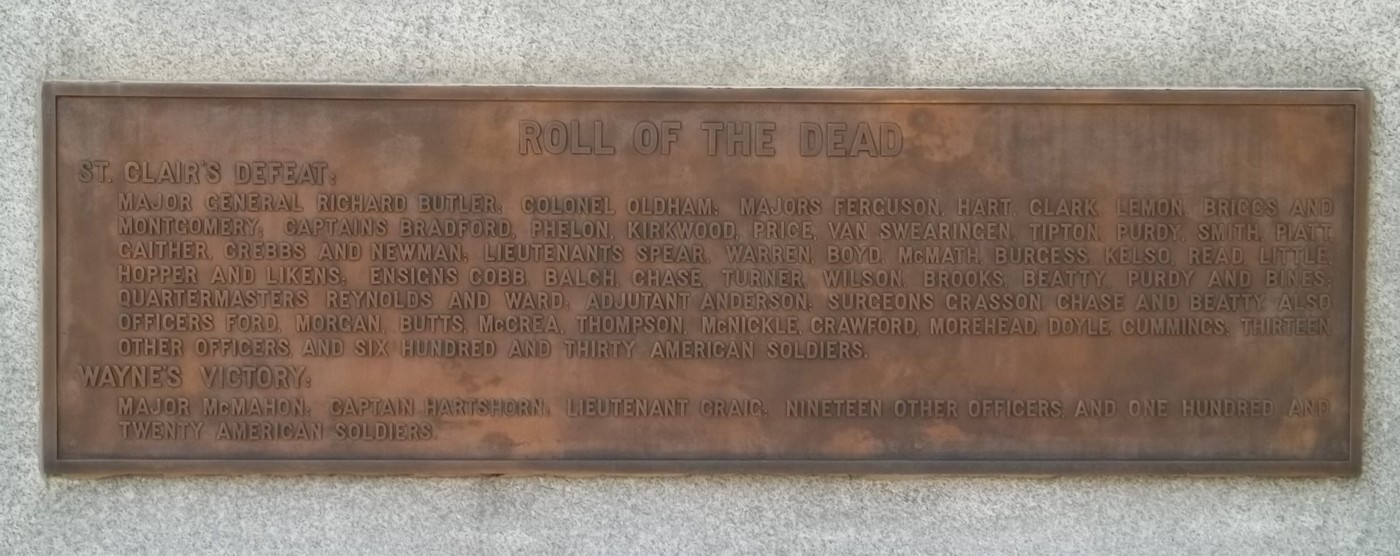 ROLL OF THE DEAD
ST. CLAIR'S DEFEAT:
MAJOR GENERAL RICHARD BUTLER; COLONEL OLDHAM; MAJORS FERGUSON, HART, CLARK, LEMON, BRIGGS AND
MONTGOMERY; CAPTAINS BRADFORD, PHELON, KIRKWOOD, PRICE, VAN SWEARINGEN, TIPTON, PURDY, SMITH, PIATT,
GAITHER, CREBBS AND NEWMAN; LIEUTENANTS SPEAR, WARREN, BOYD, McMATH, BURGESS, KELSO, READ, LITTLE,
HOPPER AND LIKENS; ENSIGNS COBB, BALCH, CHASE, TURNER, WILSON, BROOKS, BEATTY, PURDY AND BINES;
QUARTERMASTERS REYNOLDS AND WARD; ADJUTANT ANDERSON; SURGEONS GRASSON, CHASE AND BEATTY, ALSO
OFFICERS FORD, MORGAN, BUTTS, McCREA, THOMPSON, McNICKLE, CRAWFORD, MOREHEAD, DOYLE, CUMMINGS; THIRTEEN
OTHER OFFICERS, AND SIX HUNDRED AND THIRTY AMERICAN SOLDIERS.
WAYNE'S VICTORY:
MAJOR McMAHON; CAPTAIN HARTSHORN; LIEUTENANT CRAIG; NINETEEN OTHER OFFICERS, AND ONE HUNDRED AND
TWENTY AMERICAN SOLDIERS.